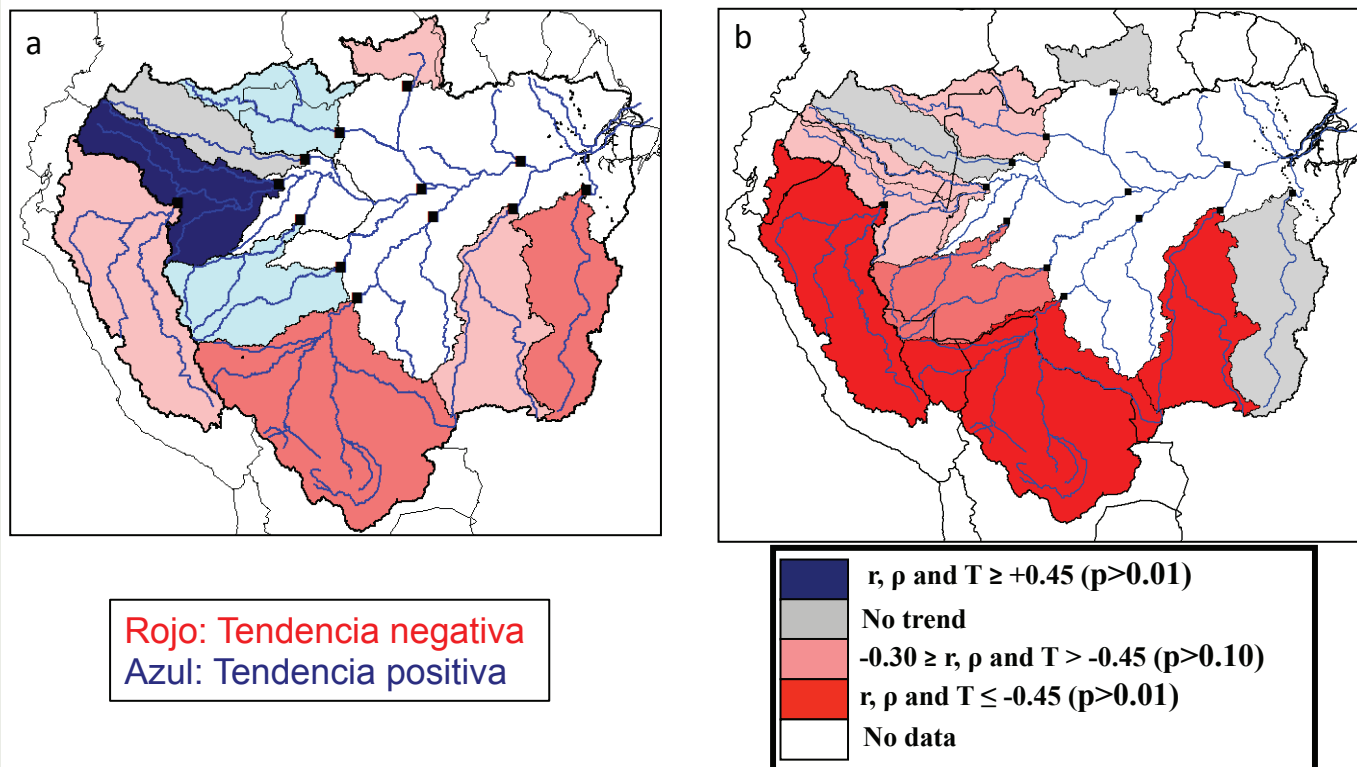 a
b
Rojo: Tendencia negativa
Azul: Tendencia positiva
r, ρ and T ≥ +0.45 (p>0.01)
No trend
-0.30 ≥ r, ρ and T > -0.45 (p>0.10)
r, ρ and T ≤ -0.45 (p>0.01)
No data